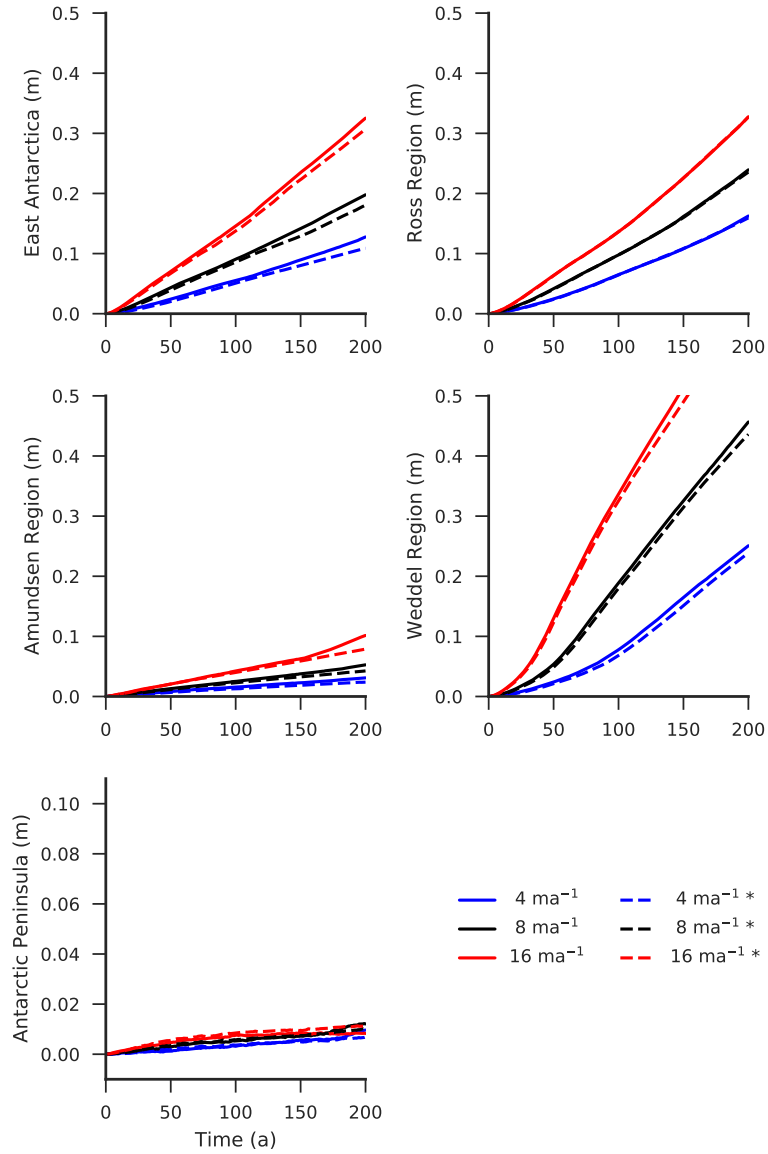 East Antarctica (m)
0.5
0.4
0.3
0.2
0.1
0.0
0 50 100 150 200
Ross Region (m)
0.5
0.4
0.3
0.2
0.1
0.0
0 50 100 150 200
Amundsen Region (m)
0.5
0.4
0.3
0.2
0.1
0.0
0 50 100 150 200
Weddel Region (m)
0.5
0.4
0.3
0.2
0.1
0.0
0 50 100 150 200
Antarctic Peninsula (m)
0.10
0.08
0.06
0.04
0.02
0.00
0 50 100 150 200
Time (a)
4 ma⁻¹ 4 ma⁻¹ *
8 ma⁻¹ 8 ma⁻¹ *
16 ma⁻¹ 16 ma⁻¹ *